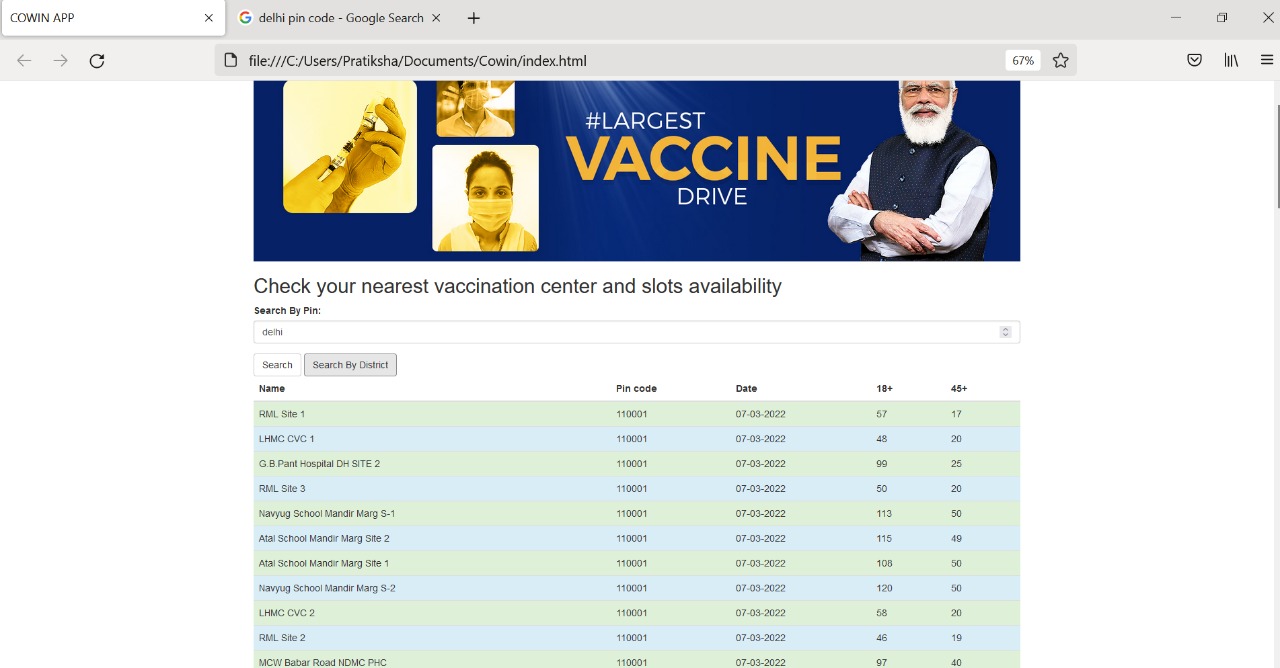 COWIN APP
delhi pin code - Google Search
file:///C:/Users/Pratiksha/Documents/Cowin/index.html
67%
#LARGEST
VACCINE
DRIVE
Check your nearest vaccination center and slots availability
Search By Pin:
delhi
Search Search By District
Name Pin code Date 18+ 45+
RML Site 1 110001 07-03-2022 57 17
LHMC CVC 1 110001 07-03-2022 48 20
G.B.Pant Hospital DH SITE 2 110001 07-03-2022 99 25
RML Site 3 110001 07-03-2022 50 20
Navyug School Mandir Marg S-1 110001 07-03-2022 113 50
Atal School Mandir Marg Site 2 110001 07-03-2022 115 49
Atal School Mandir Marg Site 1 110001 07-03-2022 108 50
Navyug School Mandir Marg S-2 110001 07-03-2022 120 50
LHMC CVC 2 110001 07-03-2022 58 20
RML Site 2 110001 07-03-2022 46 19
MCW Babar Road NDMC PHC 110001 07-03-2022 97 40